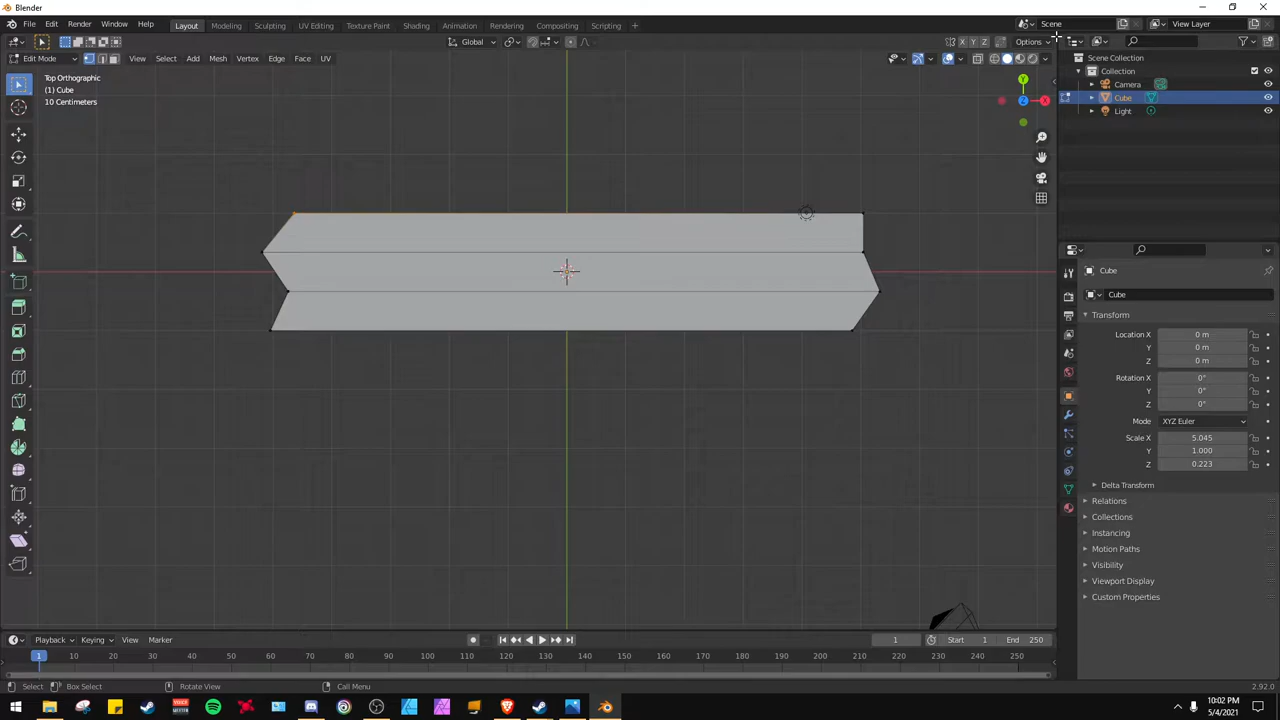 Blender
File Edit Render Window Help Layout Modeling Sculpting UV Editing Texture Paint Shading Animation Rendering Compositing Scripting + Scene View Layer
Global X Y Z Options
Edit Mode View Select Add Mesh Vertex Edge Face UV
Top Orthographic
(1) Cube
10 Centimeters
Y
Z X
Scene Collection
Collection
Camera
Cube
Light
Cube
Cube
Transform
Location X 0 m
Y 0 m
Z 0 m
Rotation X 0°
Y 0°
Z 0°
Mode XYZ Euler
Scale X 5.045
Y 1.000
Z 0.223
Delta Transform
Relations
Collections
Instancing
Motion Paths
Visibility
Viewport Display
Custom Properties
Playback Keying View Marker 1 Start 1 End 250
1 10 20 30 40 50 60 70 80 90 100 110 120 130 140 150 160 170 180 190 200 210 220 230 240 250
Select Box Select Rotate View Call Menu 2.92.0
VOICE MEETER
10:02 PM
5/4/2021